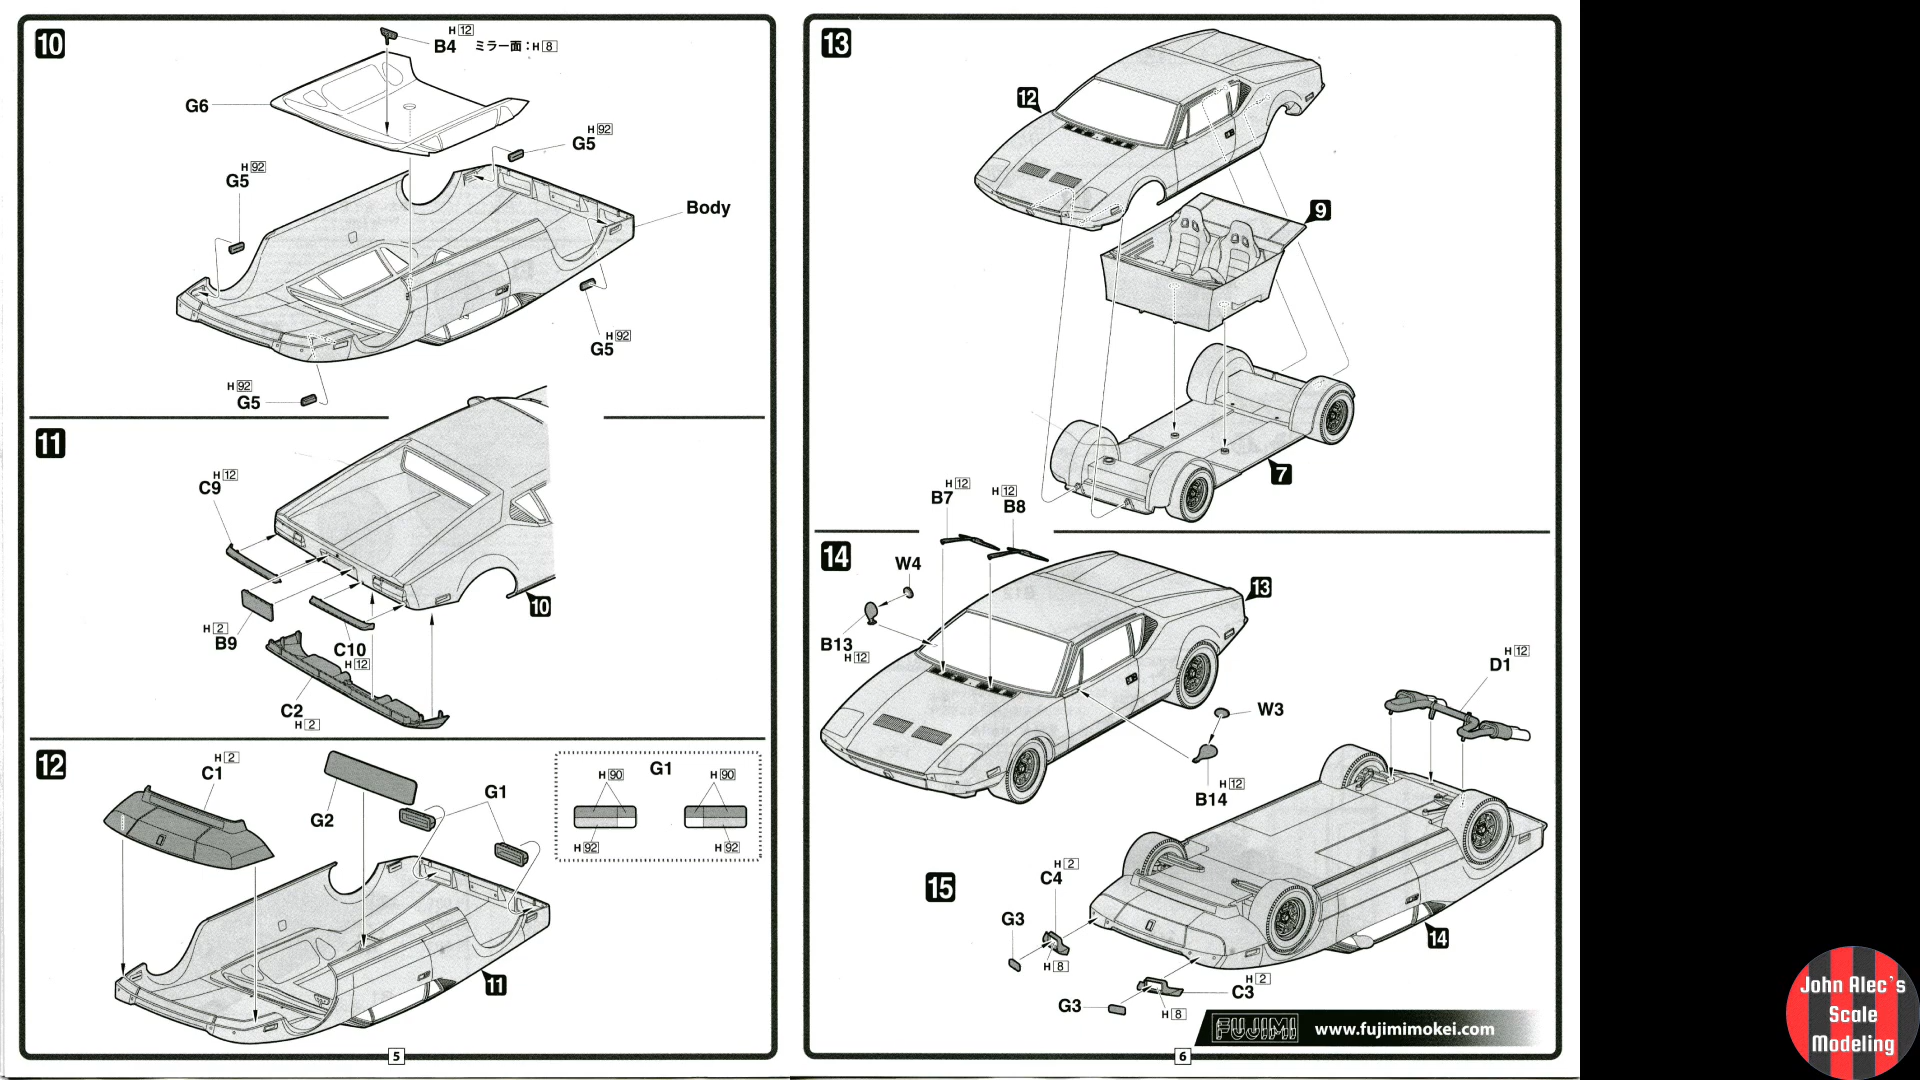 10
H 12
B4 ミラー面：H 8
G6
H 92
G5
H 92
G5
Body
H 92
G5
H 92
G5
11
H 12
C9
10
H 2
B9
C10
H 12
C2
H 2
12
H 2
C1
G2
G1
G1
H 90
H 90
H 92
H 92
11
5
13
12
9
7
14
H 12
B7
H 12
B8
W4
B13
H 12
13
W3
H 12
B14
H 12
D1
15
H 2
C4
G3
H 8
14
H 2
C3
G3
H 8
FUJIMI www.fujimimokei.com
6
John Alec's
Scale
Modeling